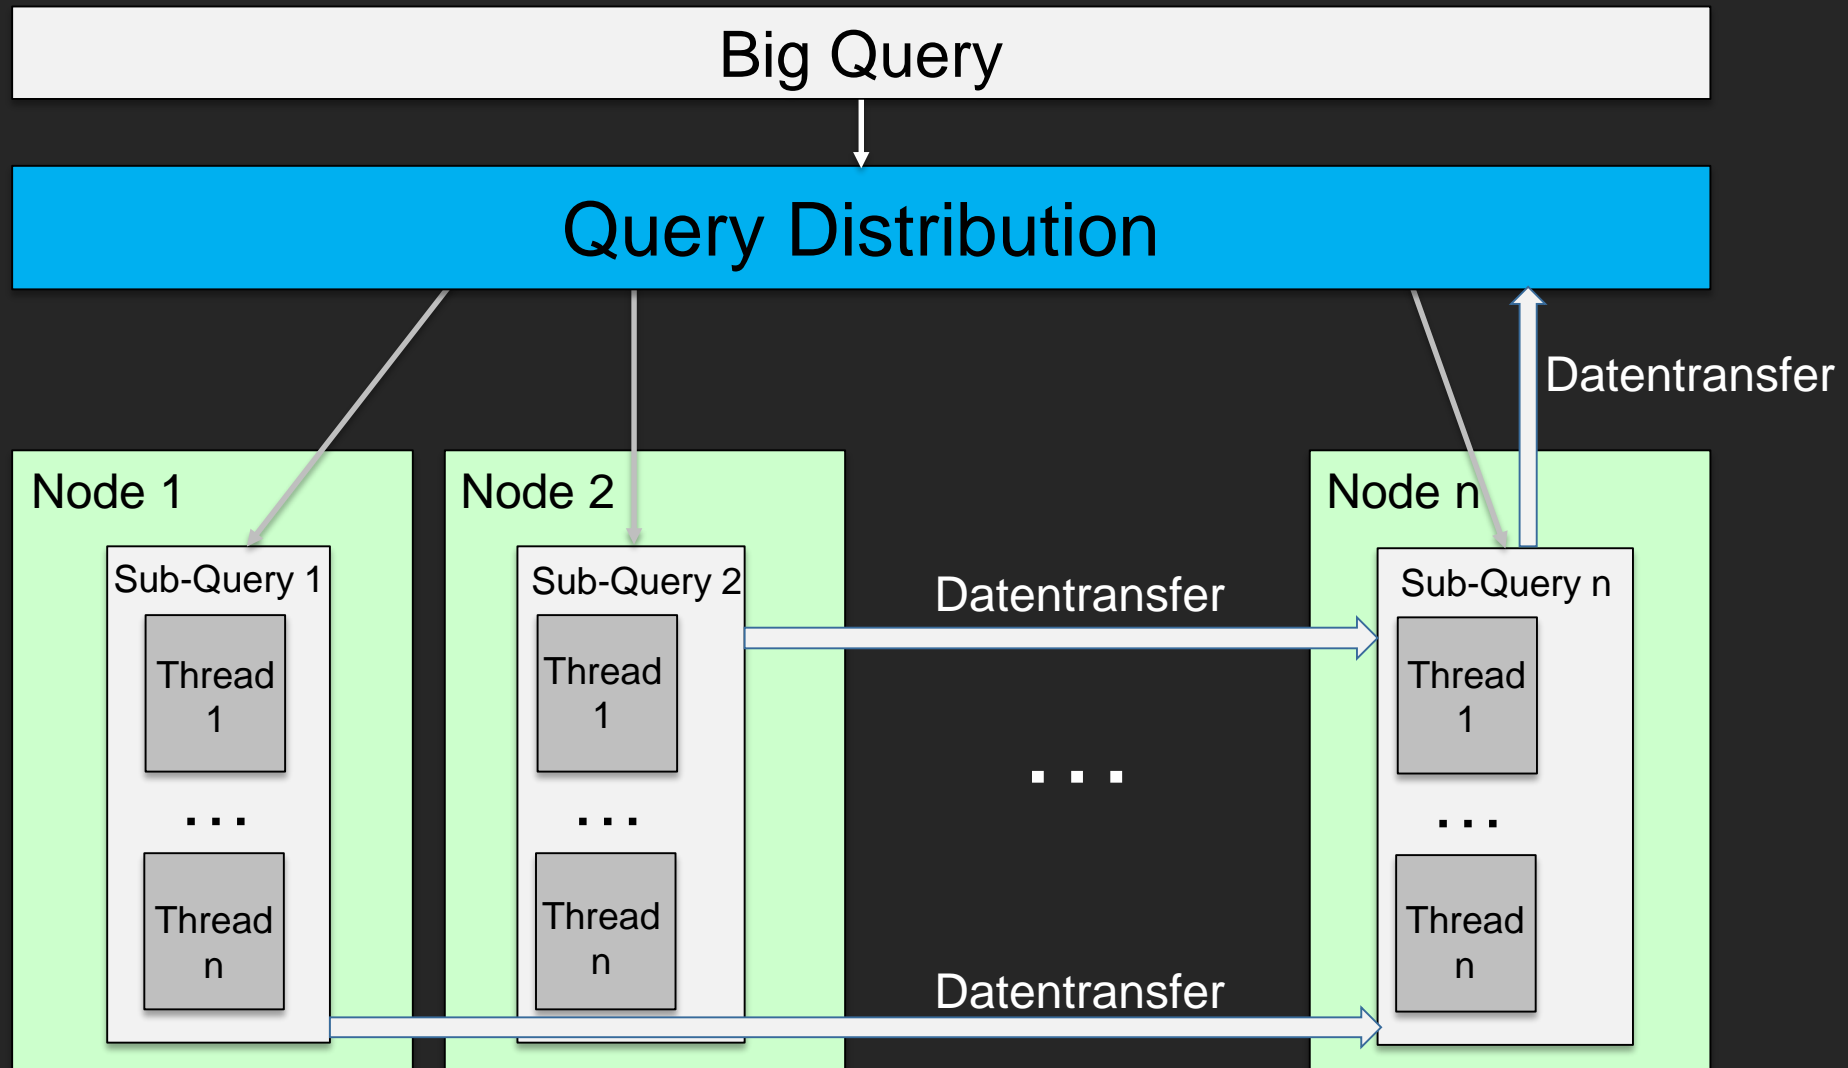 Big Query
Query Distribution
Datentransfer
Node 1
Node 2
Node n
Sub-Query 1
Sub-Query 2
Sub-Query n
Datentransfer
Thread
1
Thread
1
Thread
1
...
...
...
...
Thread
n
Thread
n
Thread
n
Datentransfer